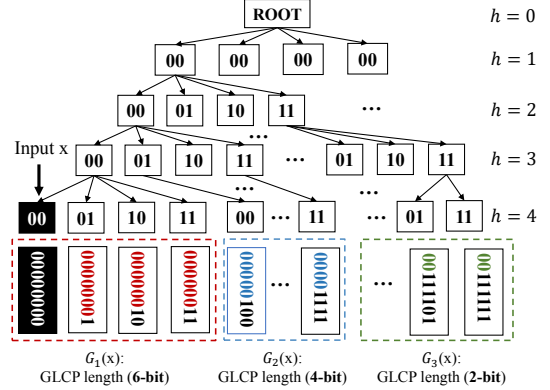 ROOT h = 0
00 00 00 00 h = 1
00 01 10 11 ... h = 2
...
Input x 00 01 10 11 ... 01 10 11 h = 3
... ...
00 01 10 11 00 ... 11 ... 01 11 h = 4
00000000
00000001
00000010
00000011
00000100
...
00001111
...
00111101
00111111
G₁(x): G₂(x): G₃(x):
GLCP length (6-bit) GLCP length (4-bit) GLCP length (2-bit)